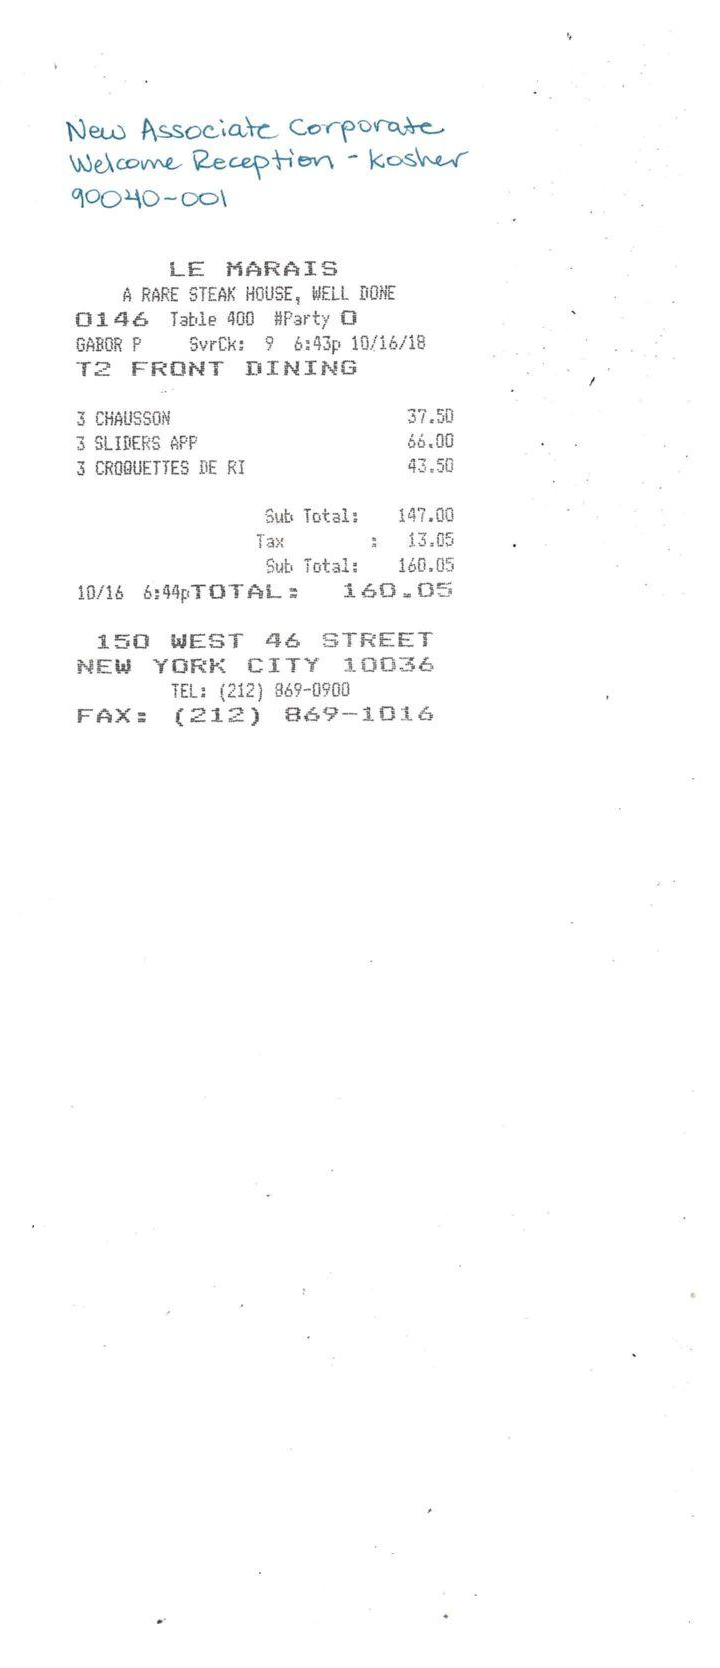 New Associate Corporate
Welcome Reception - Kosher
90040-001
LE MARAIS
A RARE STEAK HOUSE, WELL DONE
0146 Table 400 #Party 0
GABOR P SvrCk: 9 6:43p 10/16/18
T2 FRONT DINING
3 CHAUSSON 37.50
3 SLIDERS APP 66.00
3 CROQUETTES DE RI 43.50
Sub Total: 147.00
Tax : 13.05
Sub Total: 160.05
10/16 6:44pTOTAL: 160.05
150 WEST 46 STREET
NEW YORK CITY 10036
TEL: (212) 869-0900
FAX: (212) 869-1016